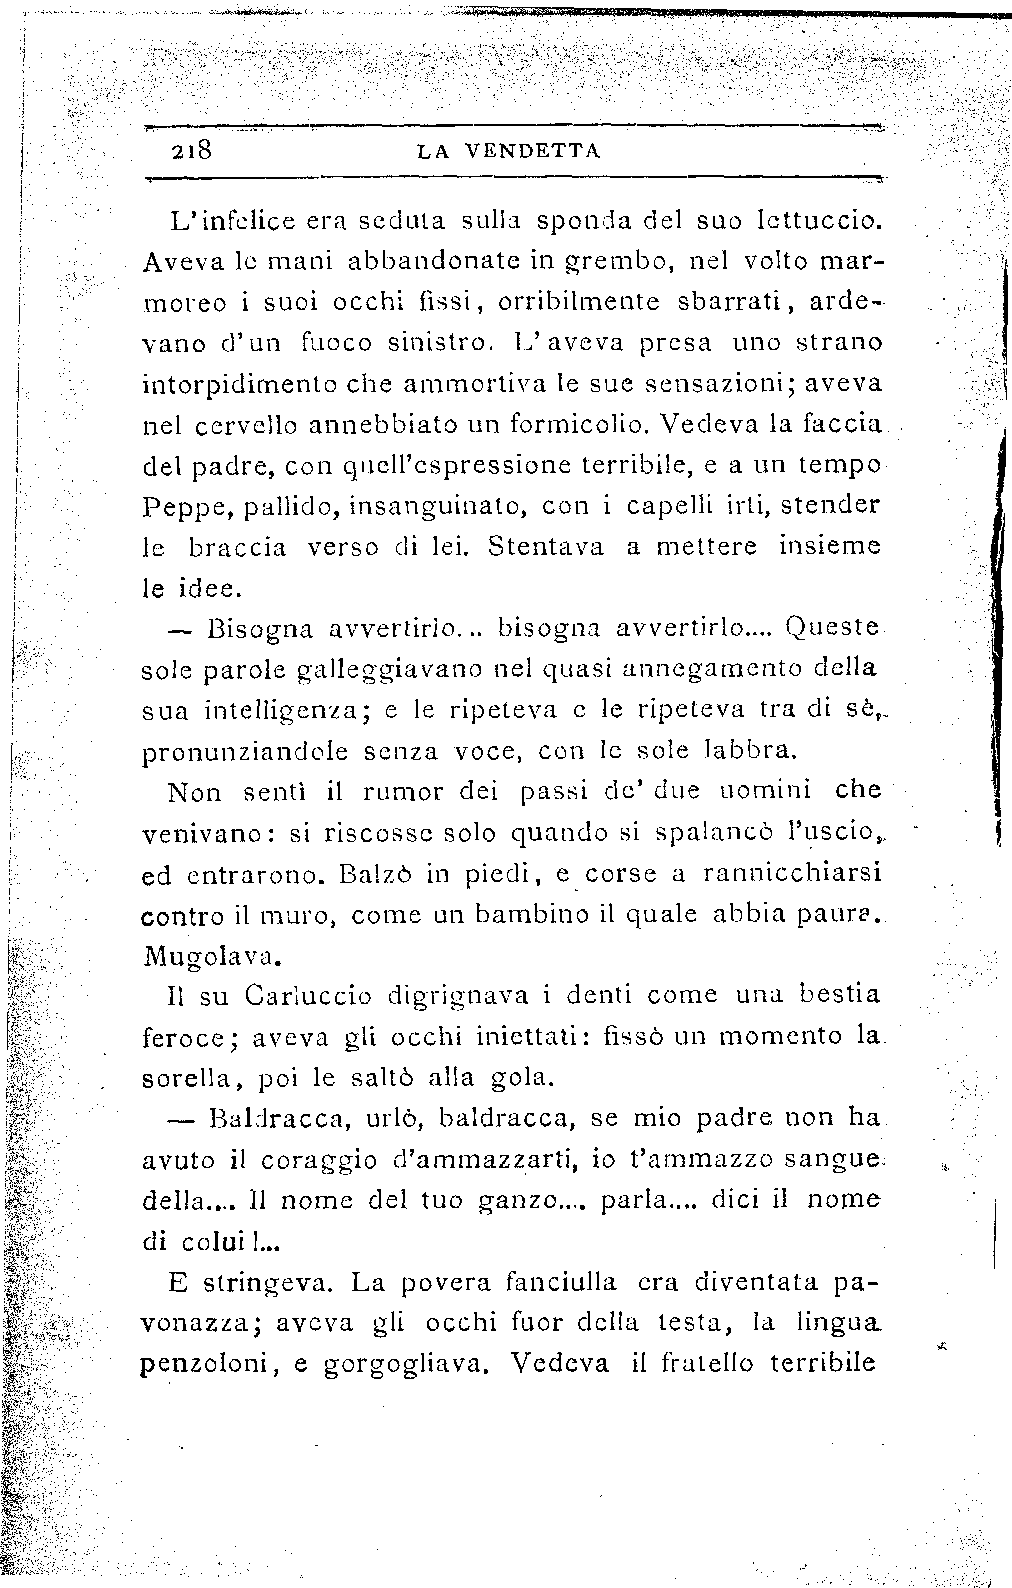 218 LA VENDETTA
L'infelice era seduta sulla sponda del suo lettuccio.
Aveva le mani abbandonate in grembo, nel volto mar-
moreo i suoi occhi fissi, orribilmente sbarrati, arde-
vano d'un fuoco sinistro. L'aveva presa uno strano
intorpidimento che ammortiva le sue sensazioni; aveva
nel cervello annebbiato un formicolio. Vedeva la faccia
del padre, con quell'espressione terribile, e a un tempo
Peppe, pallido, insanguinato, con i capelli irti, stender
le braccia verso di lei. Stentava a mettere insieme
le idee.
— Bisogna avvertirlo... bisogna avvertirlo.... Queste
sole parole galleggiavano nel quasi annegamento della
sua intelligenza; e le ripeteva e le ripeteva tra di sè,
pronunziandole senza voce, con le sole labbra.
Non sentì il rumor dei passi de' due uomini che
venivano: si riscosse solo quando si spalancò l'uscio,
ed entrarono. Balzò in piedi, e corse a rannicchiarsi
contro il muro, come un bambino il quale abbia paura.
Mugolava.
Il su Carluccio digrignava i denti come una bestia
feroce; aveva gli occhi iniettati: fissò un momento la
sorella, poi le saltò alla gola.
— Baldracca, urlò, baldracca, se mio padre non ha
avuto il coraggio d'ammazzarti, io t'ammazzo sangue
della.... Il nome del tuo ganzo.... parla.... dici il nome
di colui!...
E stringeva. La povera fanciulla era diventata pa-
vonazza; aveva gli occhi fuor della testa, la lingua
penzoloni, e gorgogliava. Vedeva il fratello terribile